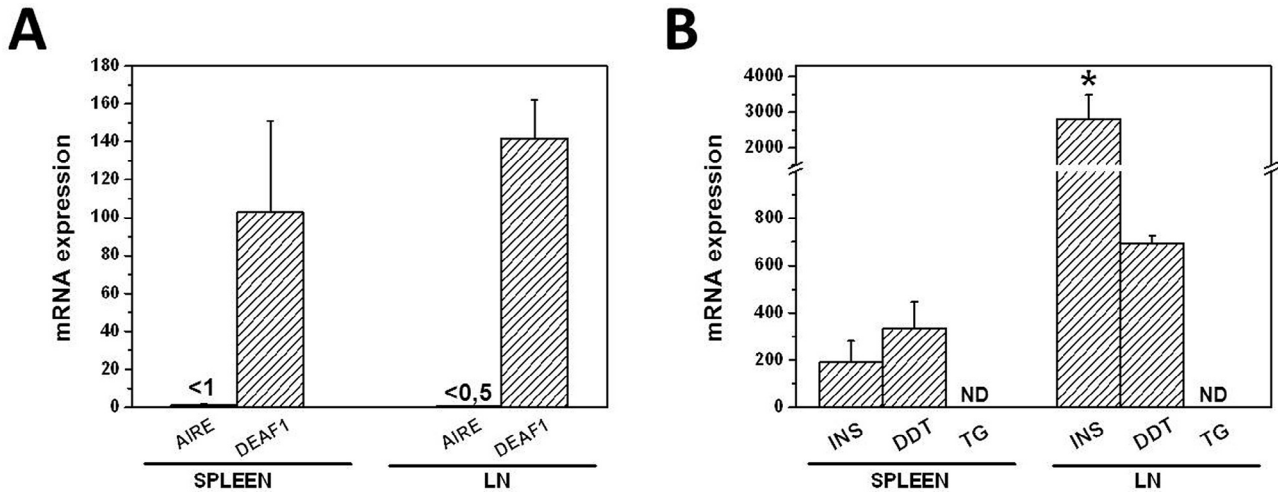 A
mRNA expression
180
160
140
120
100
80
60
40
20
0
<1
<0,5
AIRE DEAF1 AIRE DEAF1
SPLEEN LN
B
mRNA expression
4000
3000
2000
800
600
400
200
0
*
ND ND
INS DDT TG INS DDT TG
SPLEEN LN